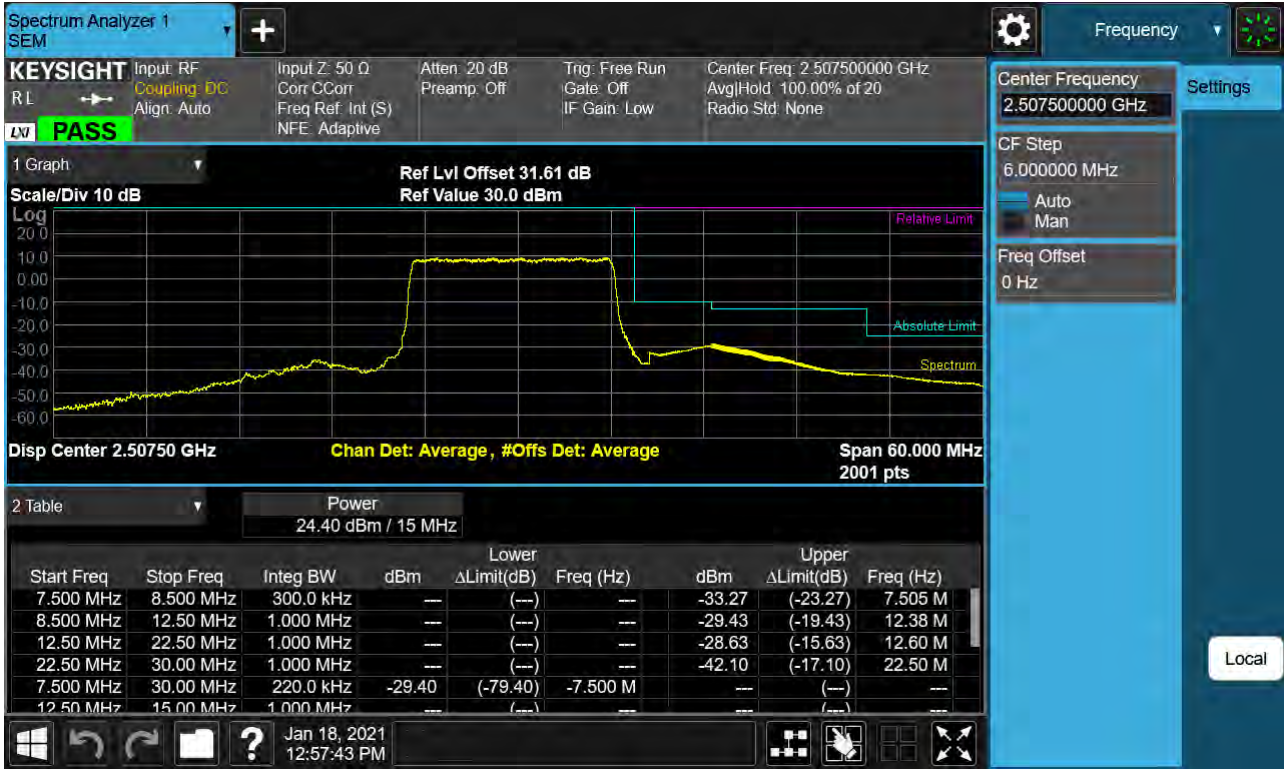 Spectrum Analyzer 1
SEM
Frequency
KEYSIGHT
RL
LXI
PASS
Input: RF
Coupling: DC
Align: Auto
Input Z: 50 Ω
Corr CCorr
Freq Ref: Int (S)
NFE: Adaptive
Atten: 20 dB
Preamp: Off
Trig: Free Run
Gate: Off
IF Gain: Low
Center Freq: 2.507500000 GHz
Avg|Hold: 100.00% of 20
Radio Std: None
Center Frequency
2.507500000 GHz
Settings
CF Step
6.000000 MHz
Auto
Man
Freq Offset
0 Hz
1 Graph
Scale/Div 10 dB
Ref Lvl Offset 31.61 dB
Ref Value 30.0 dBm
Log
20.0
10.0
0.00
-10.0
-20.0
-30.0
-40.0
-50.0
-60.0
Relative Limit
Absolute Limit
Spectrum
Disp Center 2.50750 GHz
Chan Det: Average , #Offs Det: Average
Span 60.000 MHz
2001 pts
2 Table
Power
24.40 dBm / 15 MHz
Lower Upper
Start Freq Stop Freq Integ BW dBm ΔLimit(dB) Freq (Hz) dBm ΔLimit(dB) Freq (Hz)
7.500 MHz 8.500 MHz 300.0 kHz --- (---) --- -33.27 (-23.27) 7.505 M
8.500 MHz 12.50 MHz 1.000 MHz --- (---) --- -29.43 (-19.43) 12.38 M
12.50 MHz 22.50 MHz 1.000 MHz --- (---) --- -28.63 (-15.63) 12.60 M
22.50 MHz 30.00 MHz 1.000 MHz --- (---) --- -42.10 (-17.10) 22.50 M
7.500 MHz 30.00 MHz 220.0 kHz -29.40 (-79.40) -7.500 M --- (---) ---
12.50 MHz 15.00 MHz 1.000 MHz --- (---) --- --- (---) ---
Local
?
Jan 18, 2021
12:57:43 PM